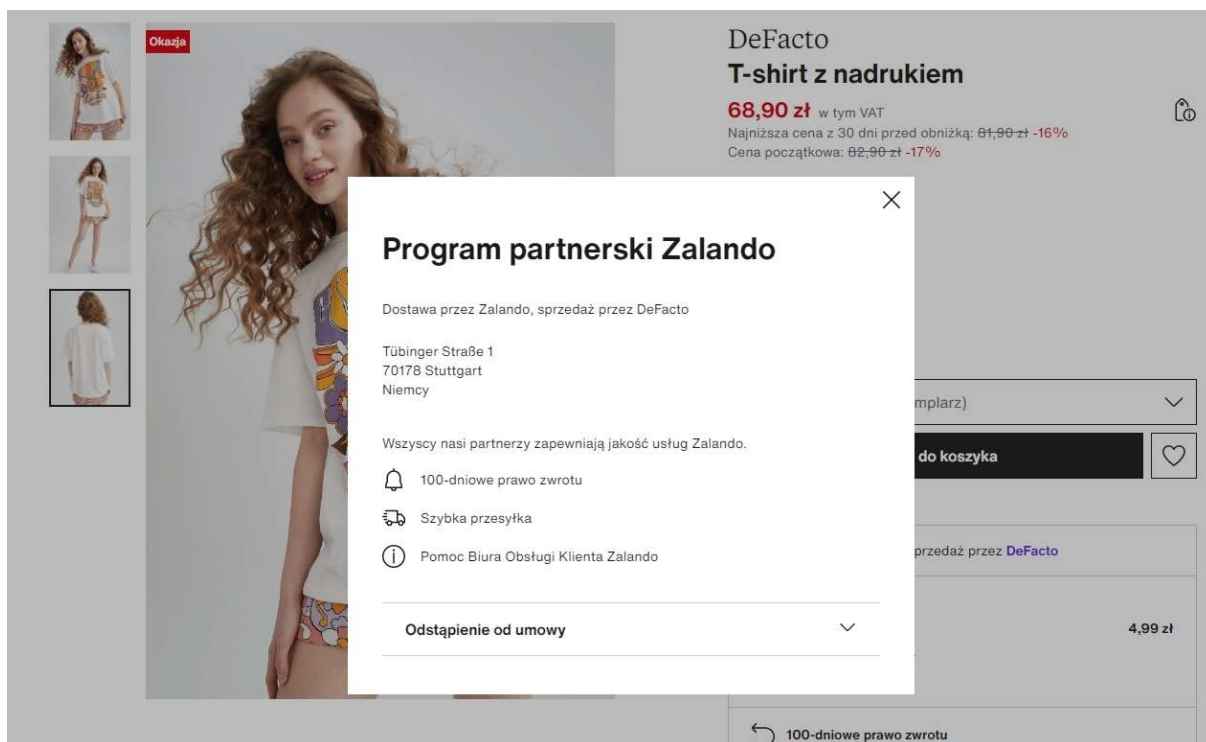 Okazja
DeFacto
T-shirt z nadrukiem
68,90 zł w tym VAT
Najniższa cena z 30 dni przed obniżką: 81,90 zł -16%
Cena początkowa: 82,90 zł -17%
Program partnerski Zalando
Dostawa przez Zalando, sprzedaż przez DeFacto
Tübinger Straße 1
70178 Stuttgart
Niemcy
Wszyscy nasi partnerzy zapewniają jakość usług Zalando.
100-dniowe prawo zwrotu
Szybka przesyłka
Pomoc Biura Obsługi Klienta Zalando
Odstąpienie od umowy
mplarz)
do koszyka
przedaż przez DeFacto
4,99 zł
100-dniowe prawo zwrotu